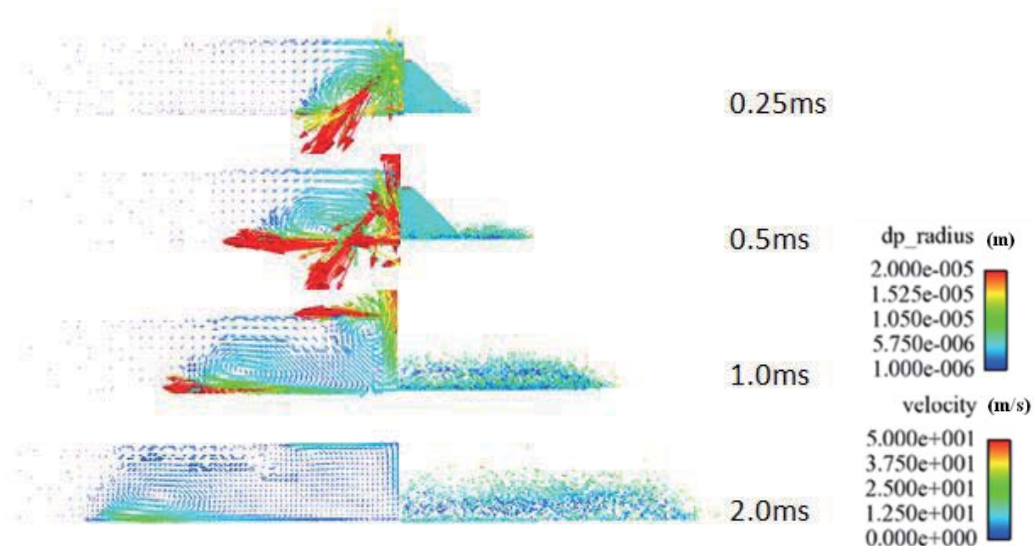 0.25ms
0.5ms
1.0ms
2.0ms
dp_radius (m)
2.000e-005
1.525e-005
1.050e-005
5.750e-006
1.000e-006
velocity (m/s)
5.000e+001
3.750e+001
2.500e+001
1.250e+001
0.000e+000